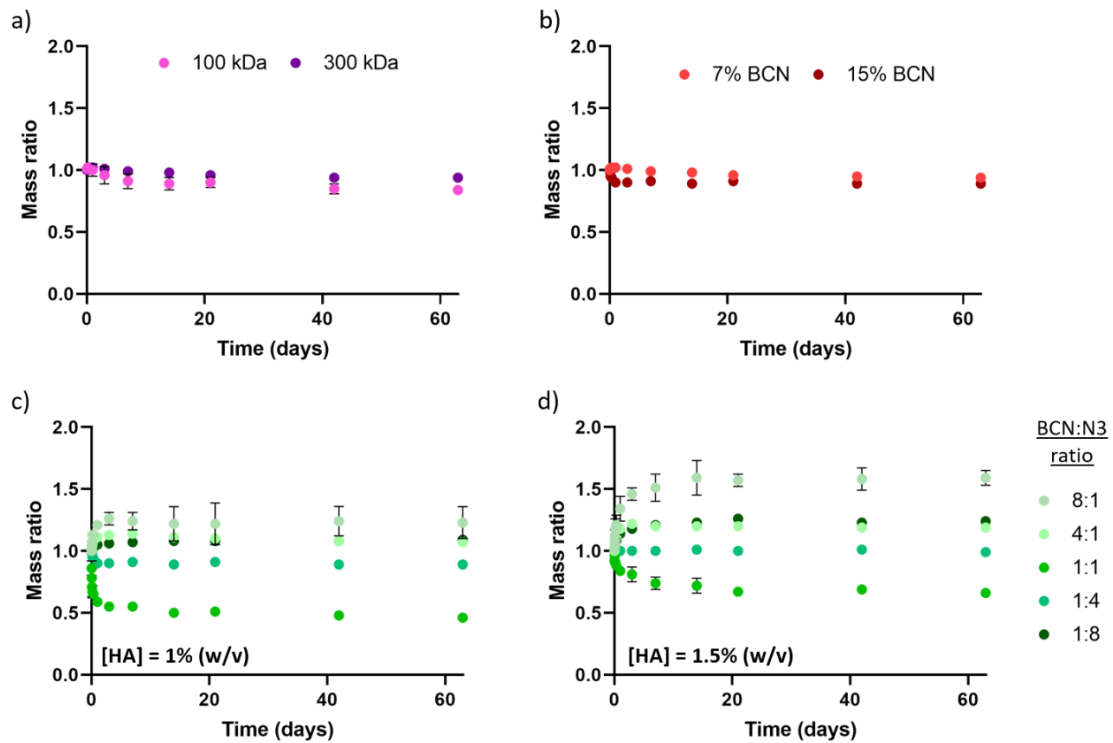 a)
100 kDa 300 kDa
2.0
1.5
1.0
0.5
0.0
Mass ratio
0 20 40 60
Time (days)
b)
7% BCN 15% BCN
2.0
1.5
1.0
0.5
0.0
Mass ratio
0 20 40 60
Time (days)
c)
2.0
1.5
1.0
0.5
0.0
Mass ratio
[HA] = 1% (w/v)
0 20 40 60
Time (days)
d)
2.0
1.5
1.0
0.5
0.0
Mass ratio
[HA] = 1.5% (w/v)
0 20 40 60
Time (days)
BCN:N3
ratio
8:1
4:1
1:1
1:4
1:8